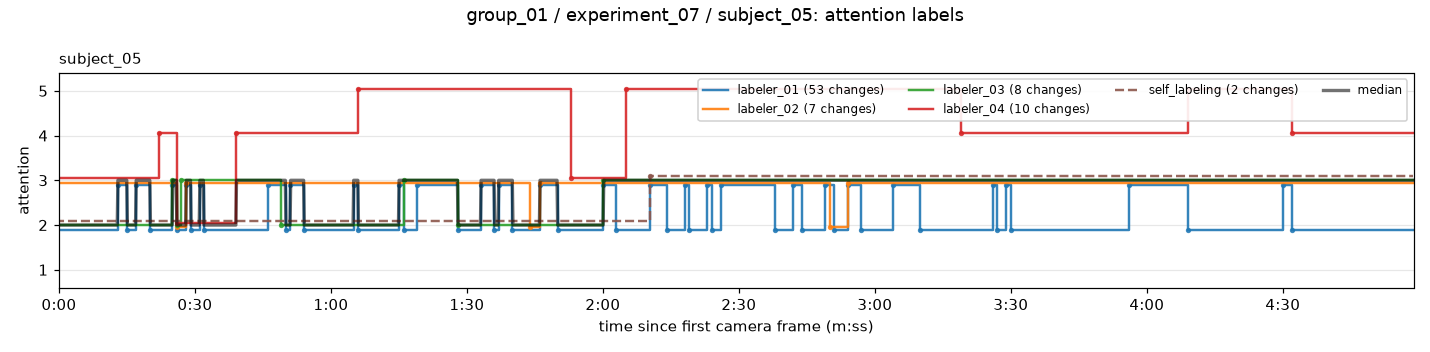 group_01 / experiment_07 / subject_05: attention labels
subject_05
labeler_01 (53 changes) labeler_03 (8 changes) self_labeling (2 changes) median
labeler_02 (7 changes) labeler_04 (10 changes)
5
4
3
2
1
attention
0:00 0:30 1:00 1:30 2:00 2:30 3:00 3:30 4:00 4:30
time since first camera frame (m:ss)